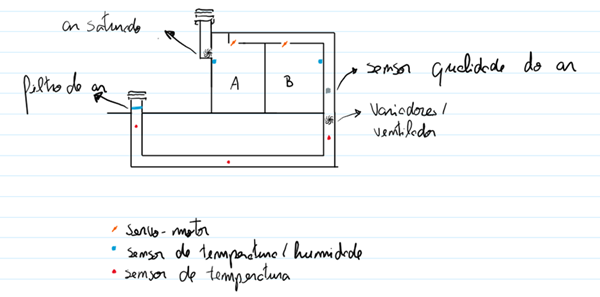 ar saturado
filtro de ar
A
B
sensor qualidade do ar
variadores/
ventilador
servo-motor
sensor de temperatura/humidade
sensor de temperatura